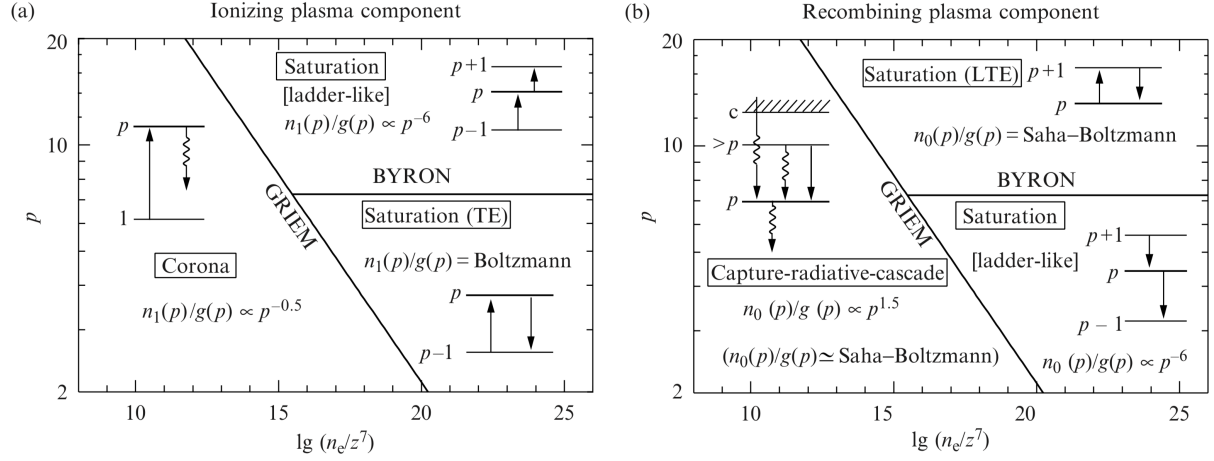 (a)
Ionizing plasma component
20
10
2
p
Saturation
[ladder-like]
n₁(p)/g(p) ∝ p⁻⁶
p+1
p
p–1
p
1
BYRON
GRIEM
Saturation (TE)
n₁(p)/g(p) = Boltzmann
p
p–1
Corona
n₁(p)/g(p) ∝ p⁻⁰·⁵
10
15
20
25
lg (nₑ/z⁷)
(b)
Recombining plasma component
20
10
2
p
Saturation (LTE)
p+1
p
n₀(p)/g(p) = Saha–Boltzmann
c
>p
p
BYRON
GRIEM
Saturation
[ladder-like]
p+1
p
p – 1
n₀ (p)/g(p) ∝ p⁻⁶
Capture-radiative-cascade
n₀ (p)/g (p) ∝ p¹·⁵
(n₀(p)/g(p)≃ Saha–Boltzmann)
10
15
20
25
lg (nₑ/z⁷)